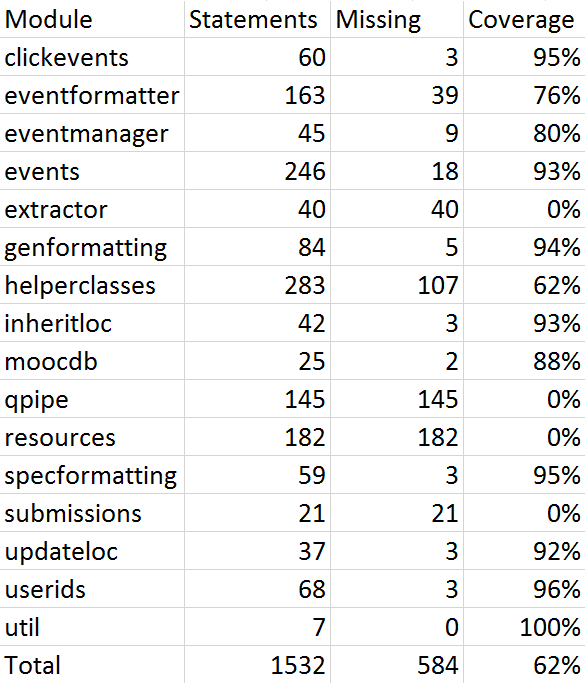 Module Statements Missing Coverage
clickevents 60 3 95%
eventformatter 163 39 76%
eventmanager 45 9 80%
events 246 18 93%
extractor 40 40 0%
genformatting 84 5 94%
helperclasses 283 107 62%
inheritloc 42 3 93%
moocdb 25 2 88%
qpipe 145 145 0%
resources 182 182 0%
specformatting 59 3 95%
submissions 21 21 0%
updateloc 37 3 92%
userids 68 3 96%
util 7 0 100%
Total 1532 584 62%